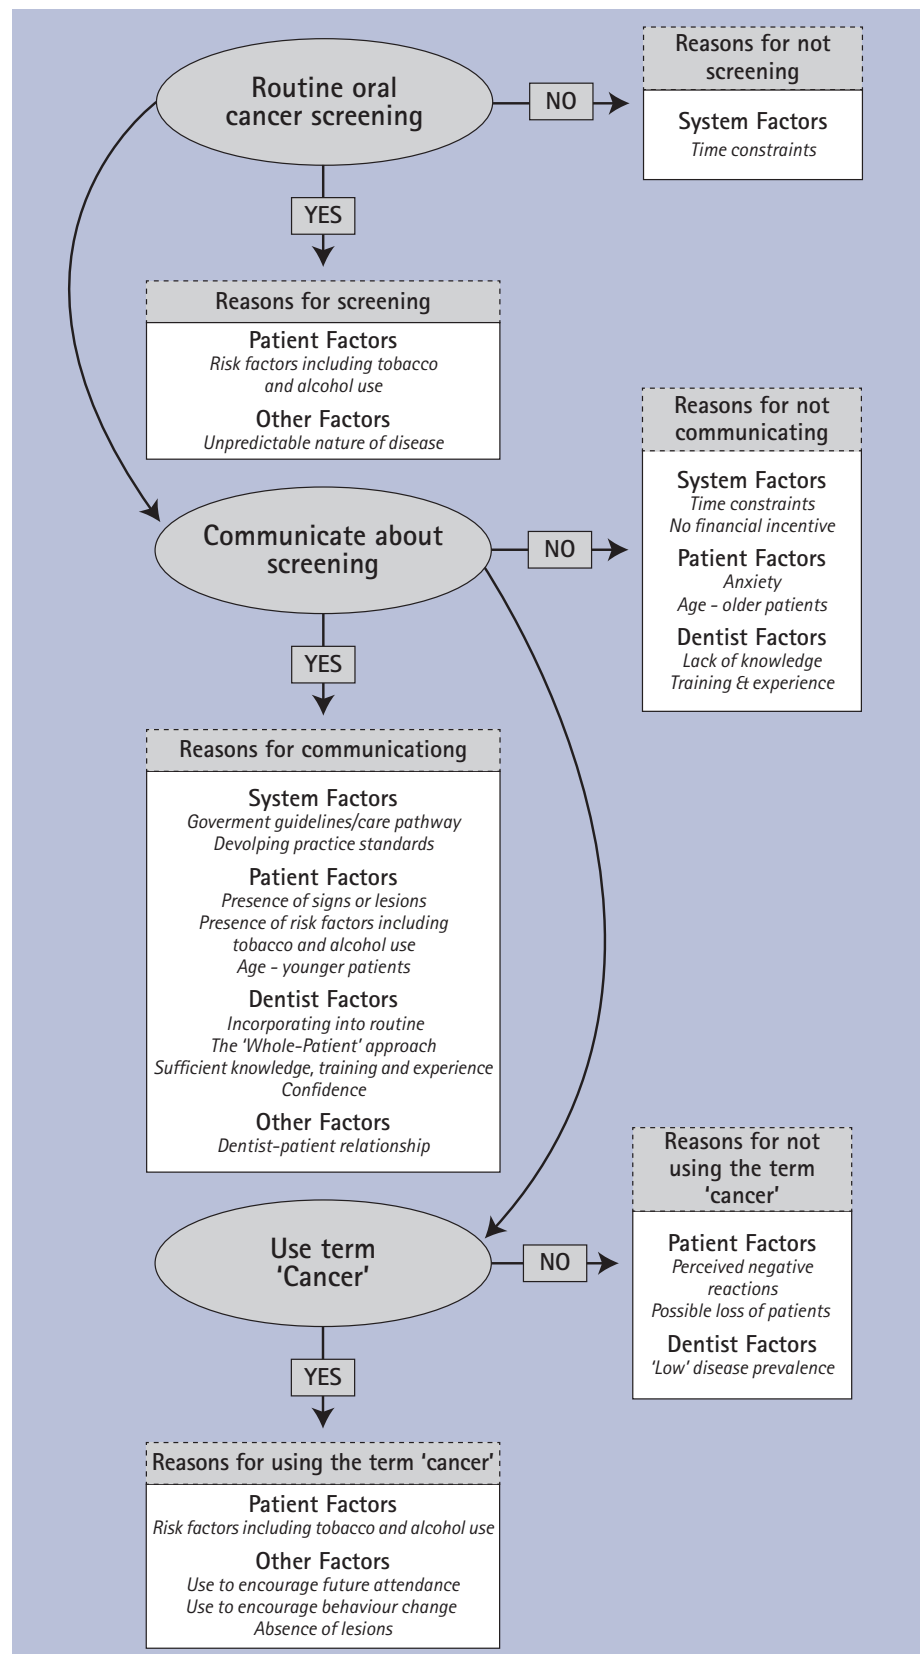 Routine oral
cancer screening
NO
Reasons for not
screening
System Factors
Time constraints
YES
Reasons for screening
Patient Factors
Risk factors including tobacco
and alcohol use
Other Factors
Unpredictable nature of disease
Communicate about
screening
NO
Reasons for not
communicating
System Factors
Time constraints
No financial incentive
Patient Factors
Anxiety
Age - older patients
Dentist Factors
Lack of knowledge
Training & experience
YES
Reasons for communicationg
System Factors
Goverment guidelines/care pathway
Devolping practice standards
Patient Factors
Presence of signs or lesions
Presence of risk factors including
tobacco and alcohol use
Age - younger patients
Dentist Factors
Incorporating into routine
The ‘Whole-Patient’ approach
Sufficient knowledge, training and experience
Confidence
Other Factors
Dentist-patient relationship
Use term
‘Cancer’
NO
Reasons for not
using the term
‘cancer’
Patient Factors
Perceived negative
reactions
Possible loss of patients
Dentist Factors
‘Low’ disease prevalence
YES
Reasons for using the term ‘cancer’
Patient Factors
Risk factors including tobacco and alcohol use
Other Factors
Use to encourage future attendance
Use to encourage behaviour change
Absence of lesions